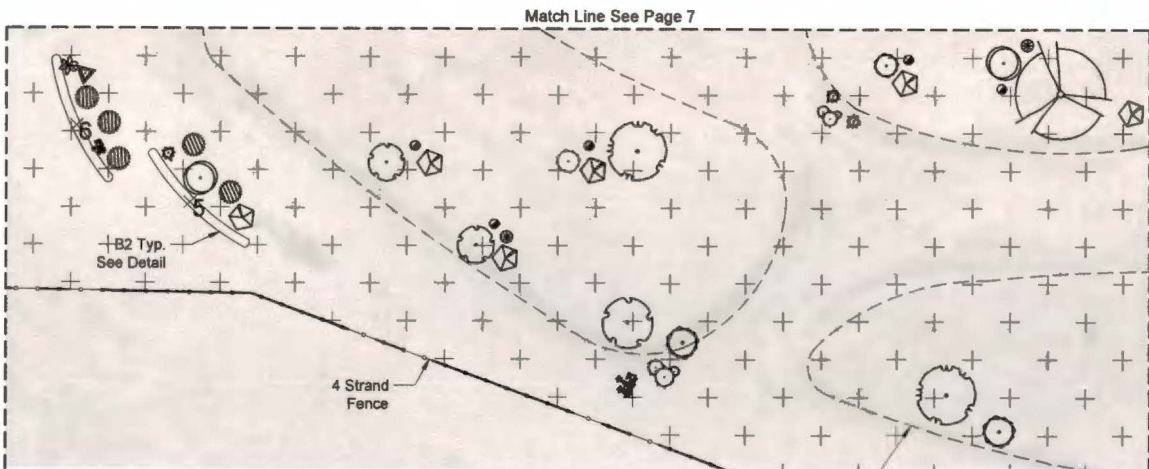 Match Line See Page 7
6
5
B2 Typ.
See Detail
4 Strand
Fence